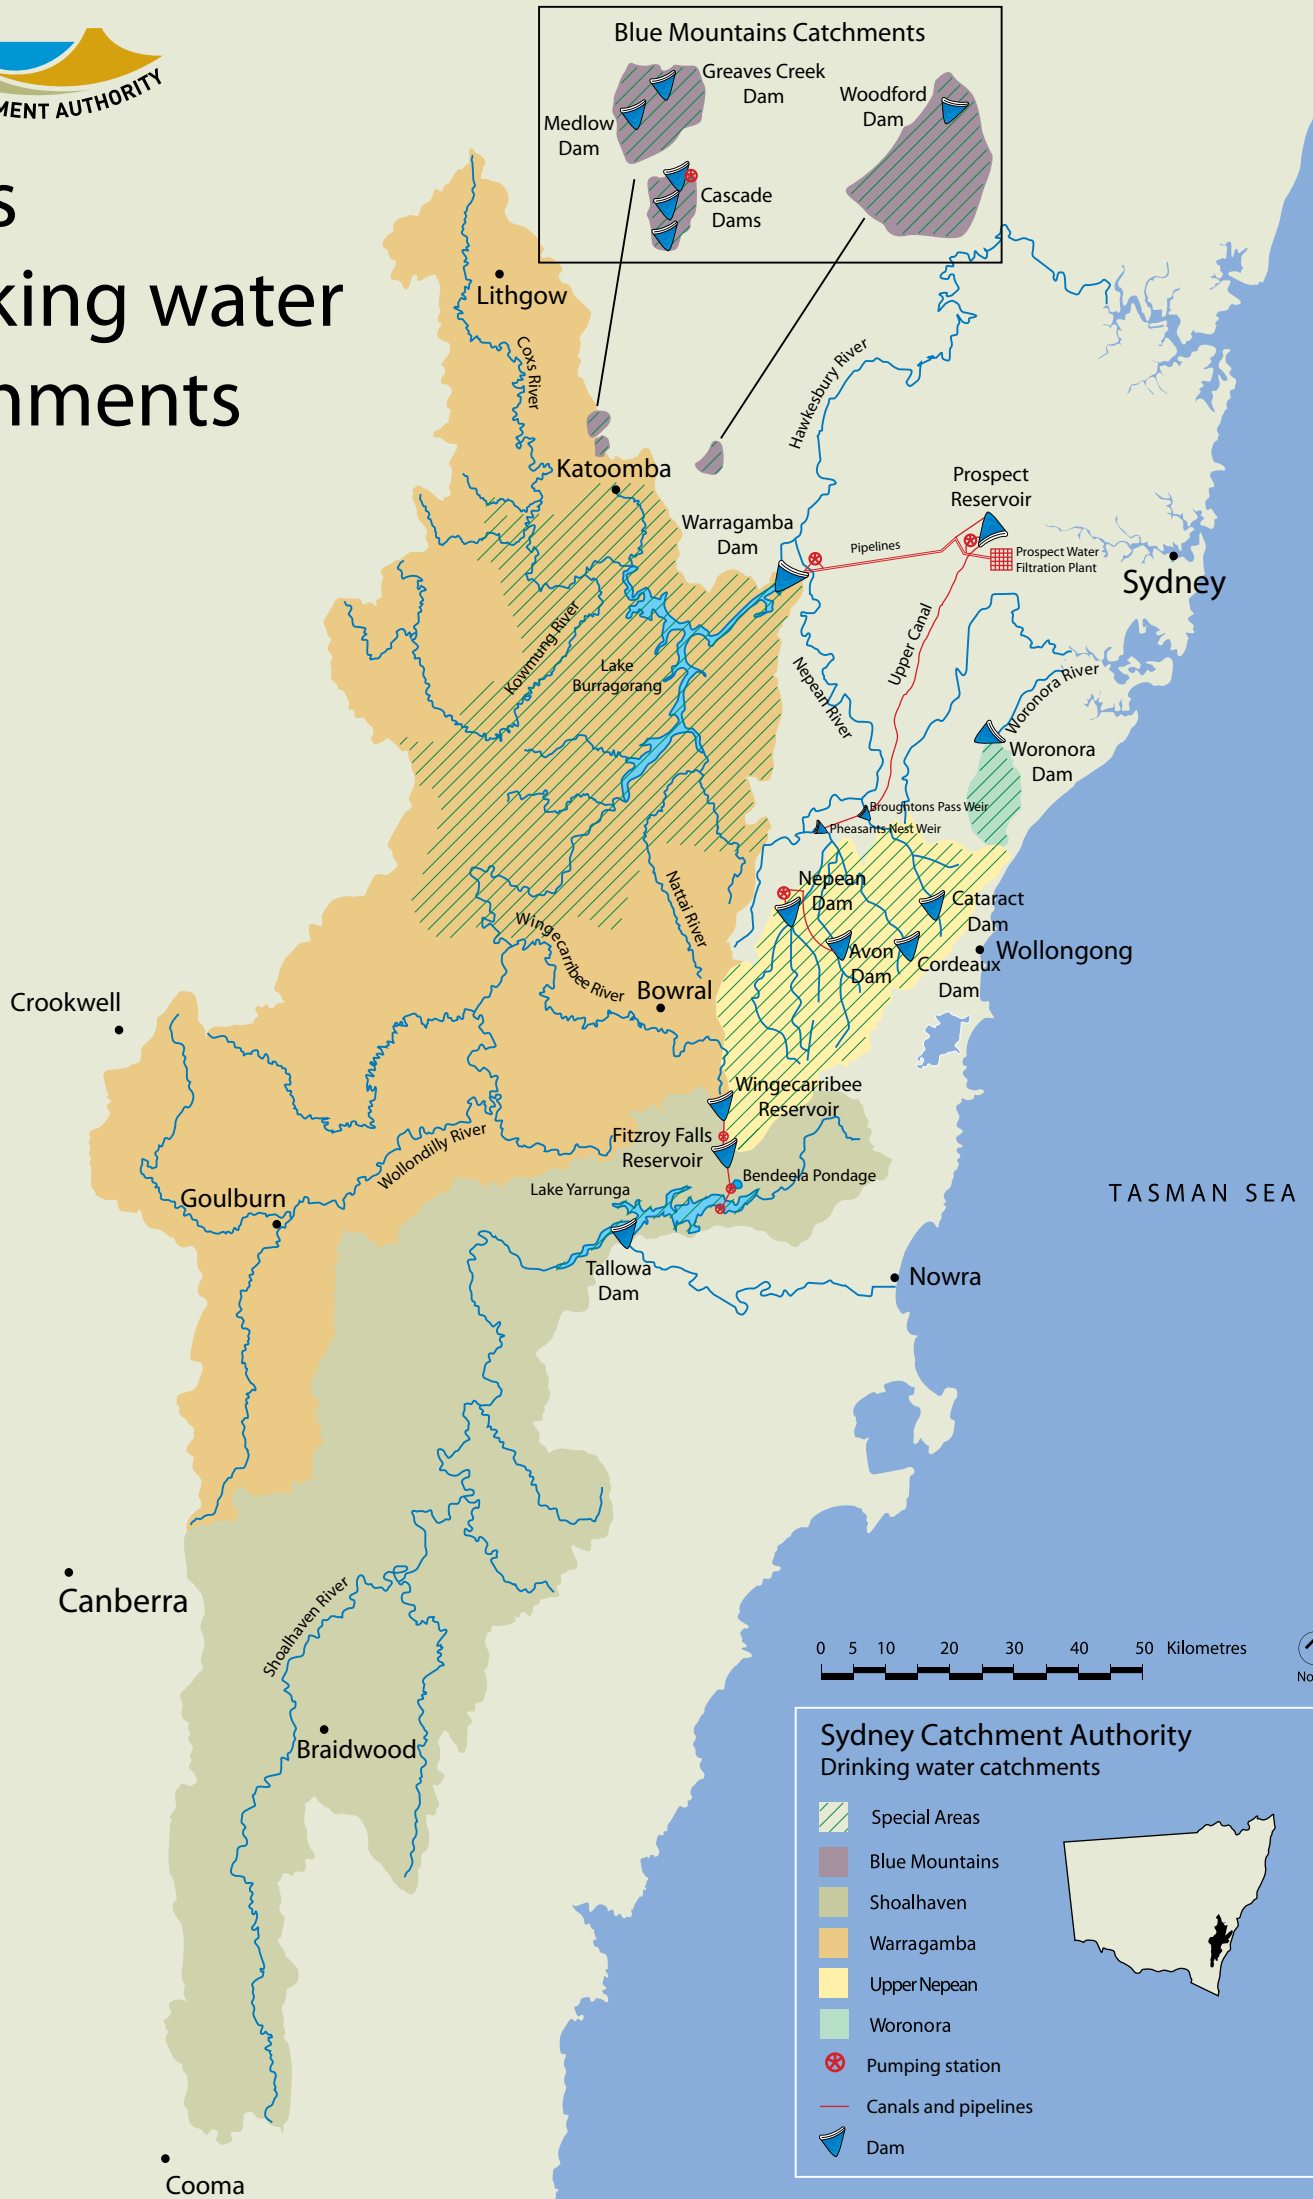 MENT AUTHORITY
s
king water
hments
Blue Mountains Catchments
Greaves Creek
Dam
Woodford
Dam
Medlow
Dam
Cascade
Dams
Lithgow
Coxs River
Hawkesbury River
Katoomba
Prospect
Reservoir
Warragamba
Dam
Pipelines
Prospect Water
Filtration Plant
Sydney
Kowmung River
Upper Canal
Lake
Burragorang
Nepean River
Woronora River
Woronora
Dam
Broughtons Pass Weir
Pheasants Nest Weir
Nepean
Dam
Nattai River
Cataract
Dam
Wingecarribee River
Avon
Dam
Cordeaux
Dam
Wollongong
Bowral
Crookwell
Wingecarribee
Reservoir
Fitzroy Falls
Reservoir
Wollondilly River
Bendeela Pondage
Lake Yarrunga
Goulburn
TASMAN SEA
Tallowa
Dam
Nowra
Canberra
Shoalhaven River
Braidwood
0 5 10 20 30 40 50 Kilometres
No
Sydney Catchment Authority
Drinking water catchments
Special Areas
Blue Mountains
Shoalhaven
Warragamba
Upper Nepean
Woronora
Pumping station
Canals and pipelines
Dam
Cooma